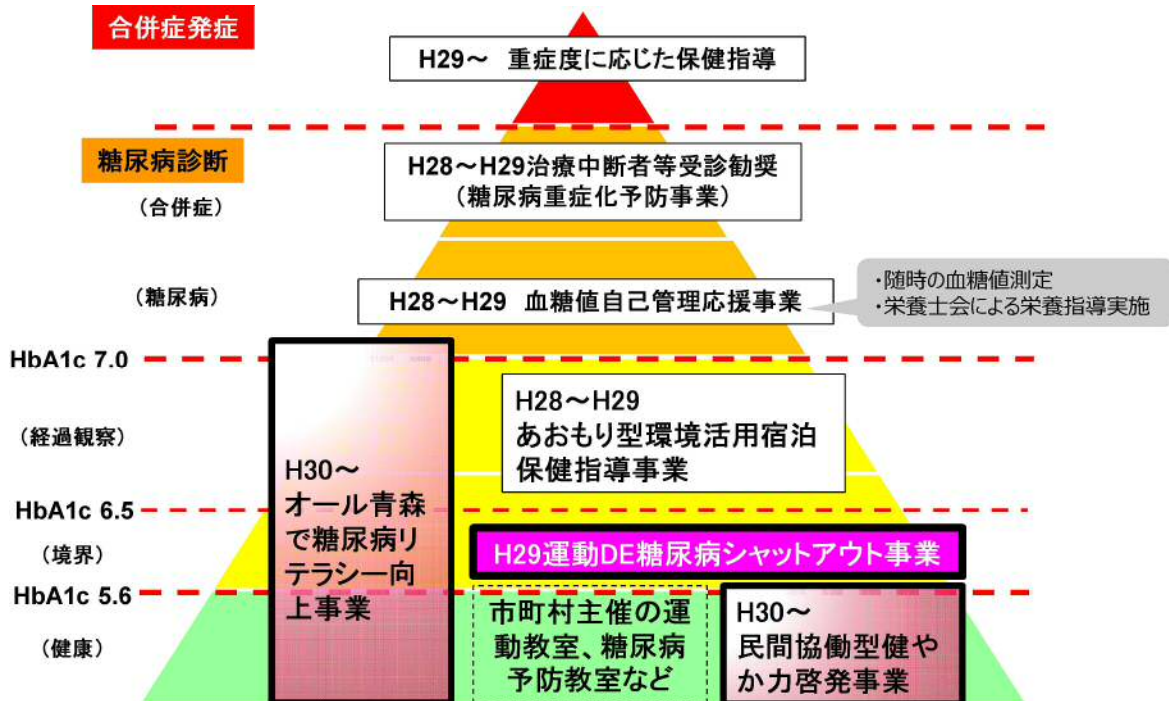 合併症発症
H29～ 重症度に応じた保健指導
糖尿病診断
（合併症）
H28～H29治療中断者等受診勧奨
（糖尿病重症化予防事業）
（糖尿病）
H28～H29 血糖値自己管理応援事業
・随時の血糖値測定
・栄養士会による栄養指導実施
HbA1c 7.0
（経過観察）
H28～H29
あおもり型環境活用宿泊
保健指導事業
H30～
オール青森
で糖尿病リ
テラシー向
上事業
HbA1c 6.5
（境界）
H29運動DE糖尿病シャットアウト事業
HbA1c 5.6
（健康）
市町村主催の運
動教室、糖尿病
予防教室など
H30～
民間協働型健や
か力啓発事業